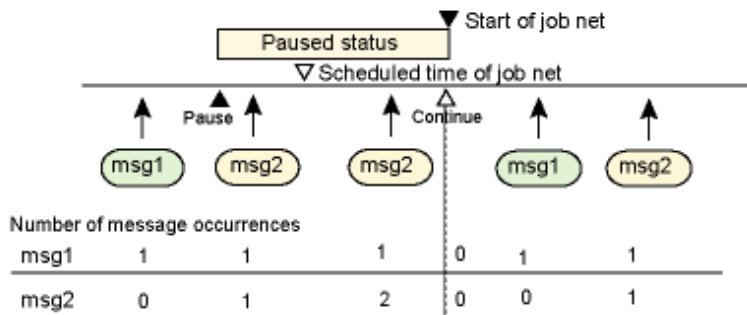 Start of job net
Paused status
Scheduled time of job net
Pause
Continue
msg1 msg2 msg2 msg1 msg2
Number of message occurrences
msg1 1 1 1 0 1 1
msg2 0 1 2 0 0 1